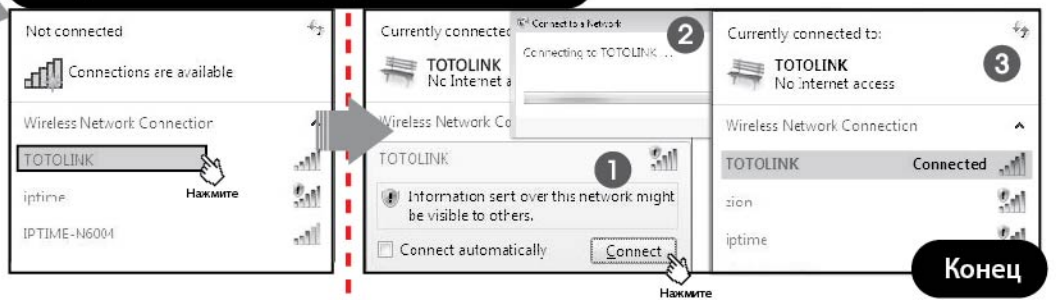 Not connected
Connections are available
Wireless Network Connection
TOTOLINK
Нажмите
iptime
IPTIME-N6004
Currently connected
TOTOLINK
No Internet a
Wireless Network Co
TOTOLINK
1
Information sent over this network might
be visible to others.
Connect automatically
Connect
Нажмите
Connect to a Network
2
Connecting to TOTOLINK ...
Currently connected to:
3
TOTOLINK
No Internet access
Wireless Network Connection
TOTOLINK Connected
zion
iptime
Конец